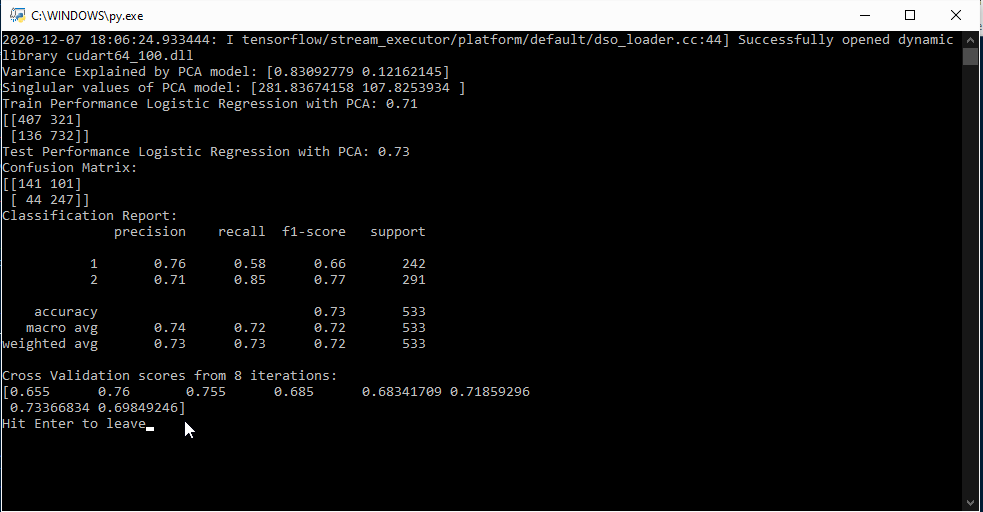 C:\WINDOWS\py.exe
2020-12-07 18:06:24.933444: I tensorflow/stream_executor/platform/default/dso_loader.cc:44] Successfully opened dynamic
library cudart64_100.dll
Variance Explained by PCA model: [0.83092779 0.12162145]
Singlular values of PCA model: [281.83674158 107.8253934 ]
Train Performance Logistic Regression with PCA: 0.71
[[407 321]
 [136 732]]
Test Performance Logistic Regression with PCA: 0.73
Confusion Matrix:
[[141 101]
 [ 44 247]]
Classification Report:
              precision    recall  f1-score   support

           1       0.76      0.58      0.66       242
           2       0.71      0.85      0.77       291

    accuracy                           0.73       533
   macro avg       0.74      0.72      0.72       533
weighted avg       0.73      0.73      0.72       533

Cross Validation scores from 8 iterations:
[0.655      0.76       0.755      0.685      0.68341709 0.71859296
 0.73366834 0.69849246]
Hit Enter to leave